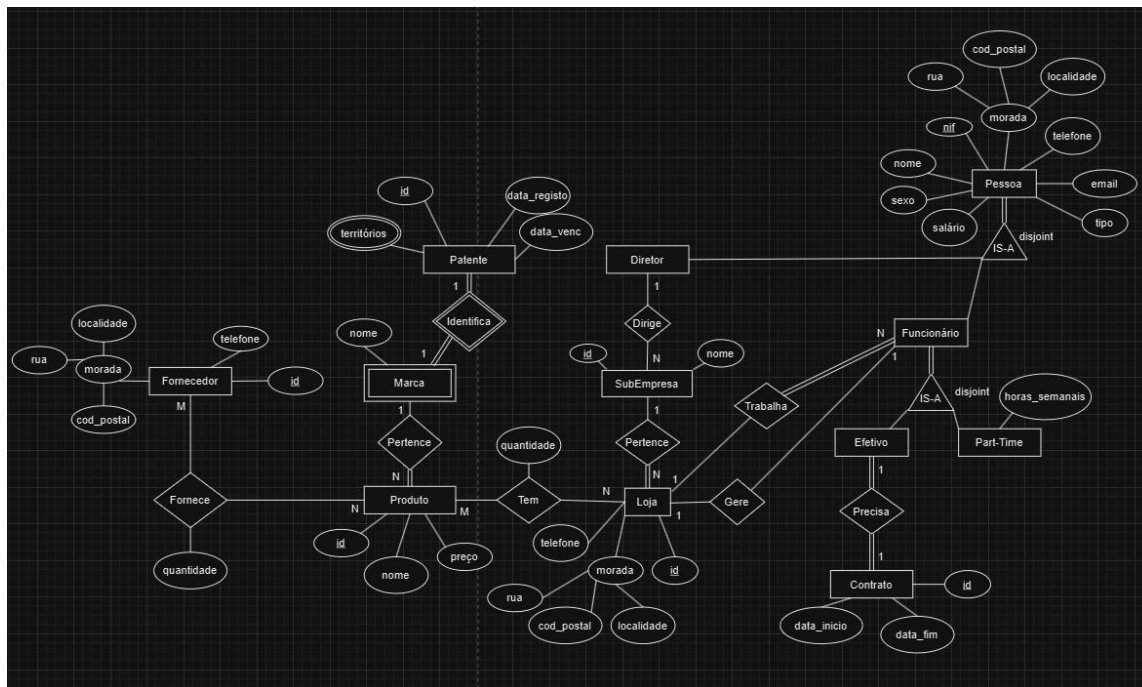 cod_postal
rua
localidade
morada
nif
telefone
nome
Pessoa
email
sexo
salário
tipo
disjoint
IS-A
id
data_registo
territórios
data_venc
Patente
Diretor
1
1
Identifica
Dirige
N
Funcionário
1
1
N
localidade
telefone
nome
id
nome
rua
morada
Fornecedor
id
Marca
SubEmpresa
IS-A
disjoint
horas_semanais
M
cod_postal
1
1
Trabalha
Pertence
quantidade
Pertence
Efetivo
Part-Time
1
N
N
1
Fornece
N
Produto
M
Tem
N
Loja
1
Gere
Precisa
id
nome
preço
telefone
morada
id
1
quantidade
rua
cod_postal
localidade
Contrato
id
data_inicio
data_fim